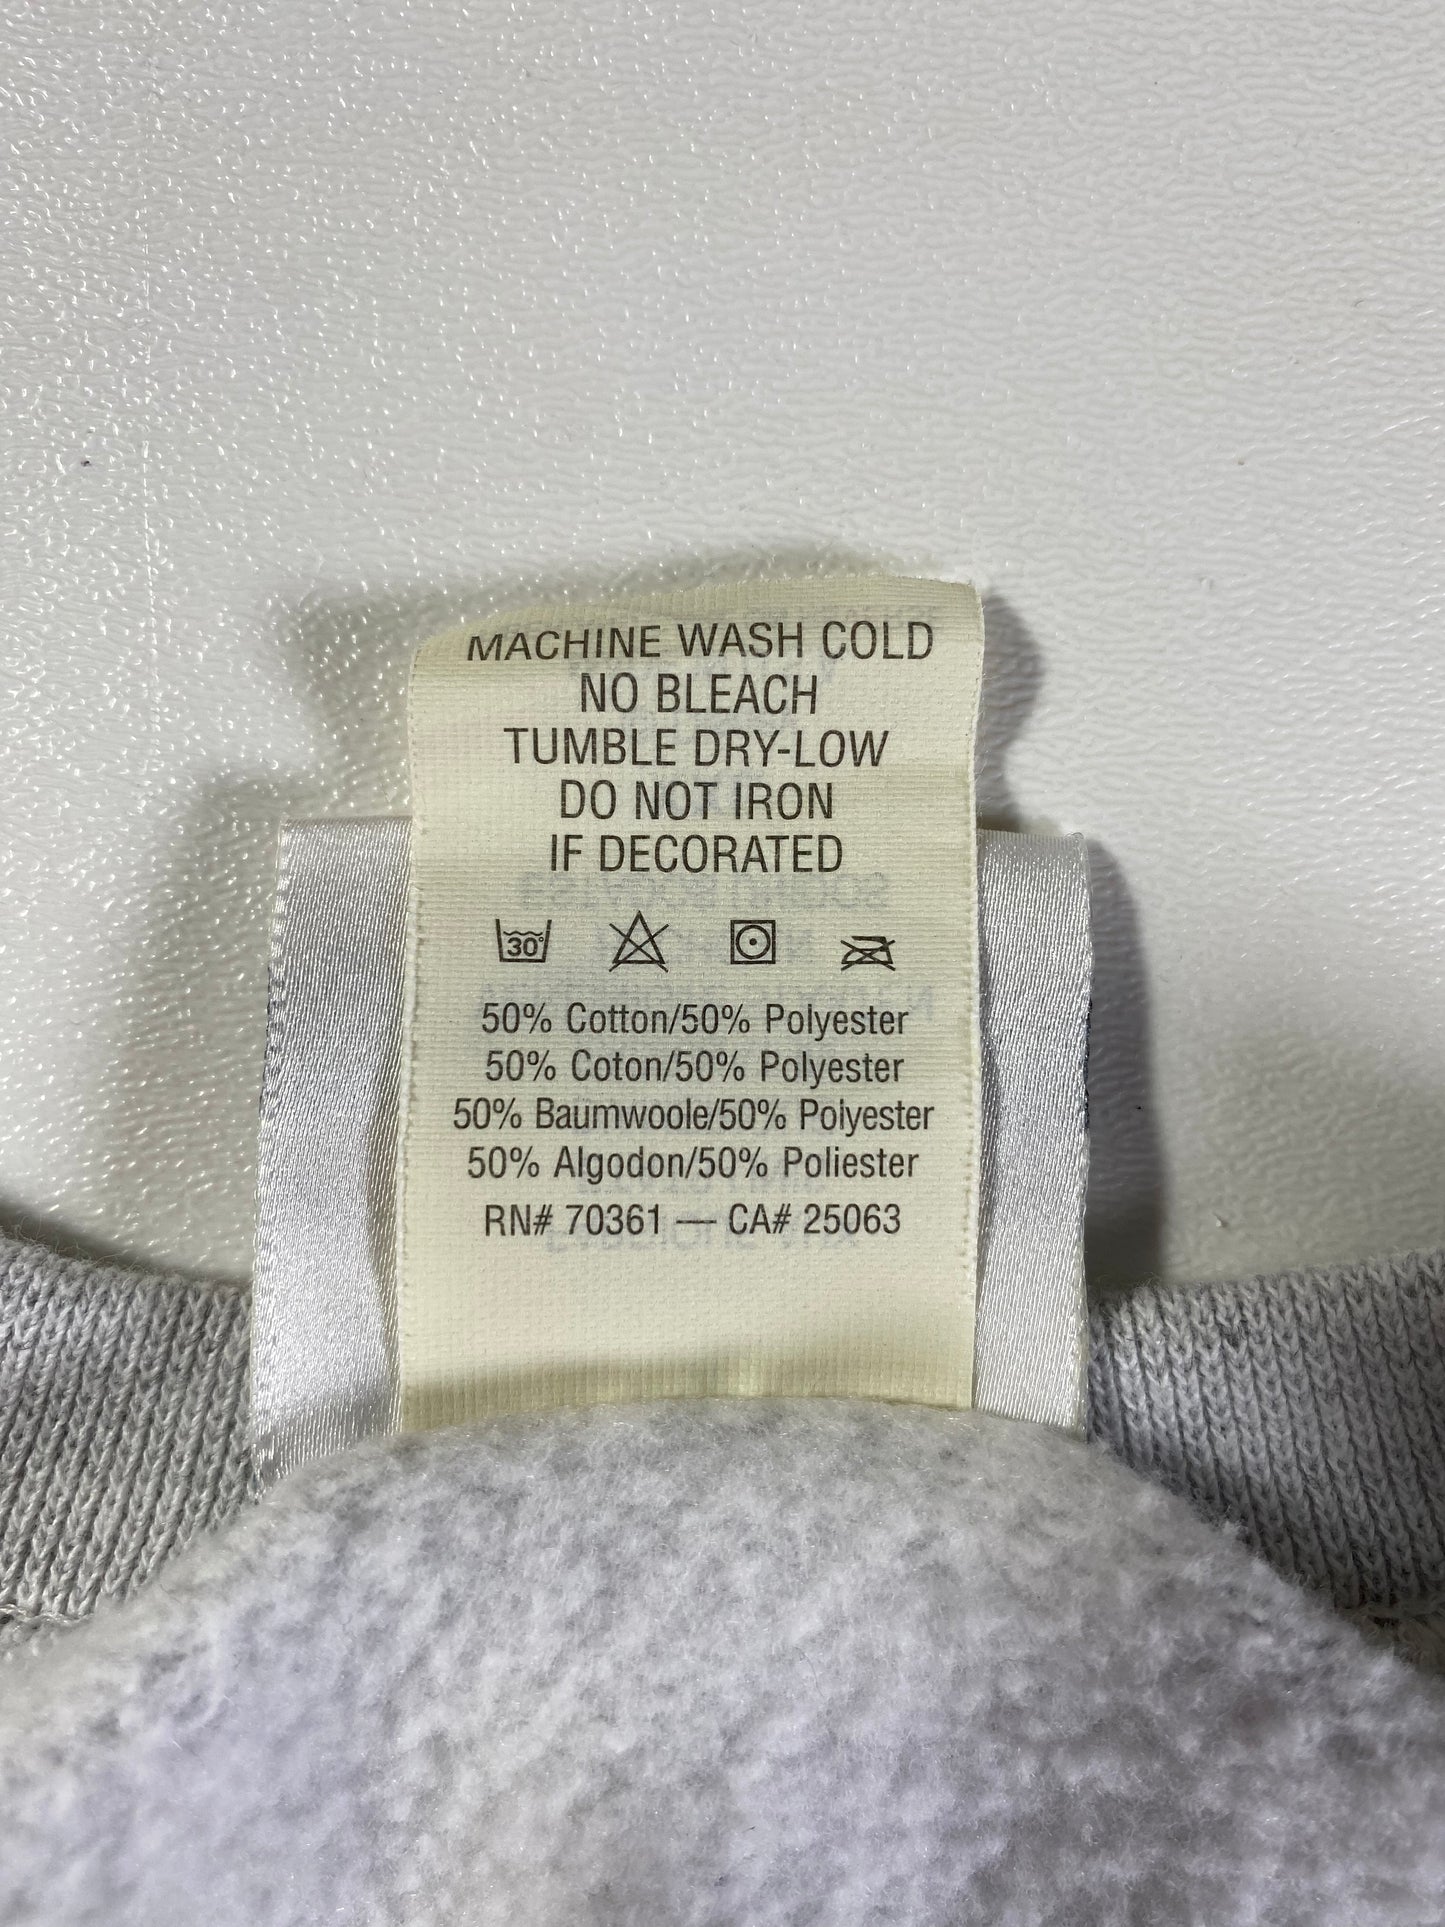 MACHINE WASH COLD
NO BLEACH
TUMBLE DRY-LOW
DO NOT IRON
IF DECORATED
30°
50% Cotton/50% Polyester
50% Coton/50% Polyester
50% Baumwoole/50% Polyester
50% Algodon/50% Poliester
RN# 70361 — CA# 25063